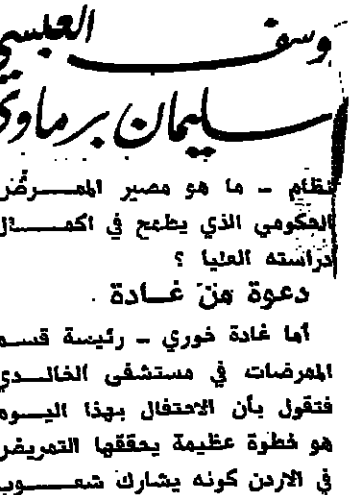 وسف العبسي
سليمان برماوي
نظام - ما هو مصير الممرض
الحكومي الذي يطمح في اكمال
دراسته العليا ؟
دعوة من غادة
أما غادة خوري - رئيسة قسم
الممرضات في مستشفى الخالدي
فتقول بأن الاحتفال بهذا اليوم
هو خطوة عظيمة يحققها التمريض
في الاردن كونه يشارك شعوب